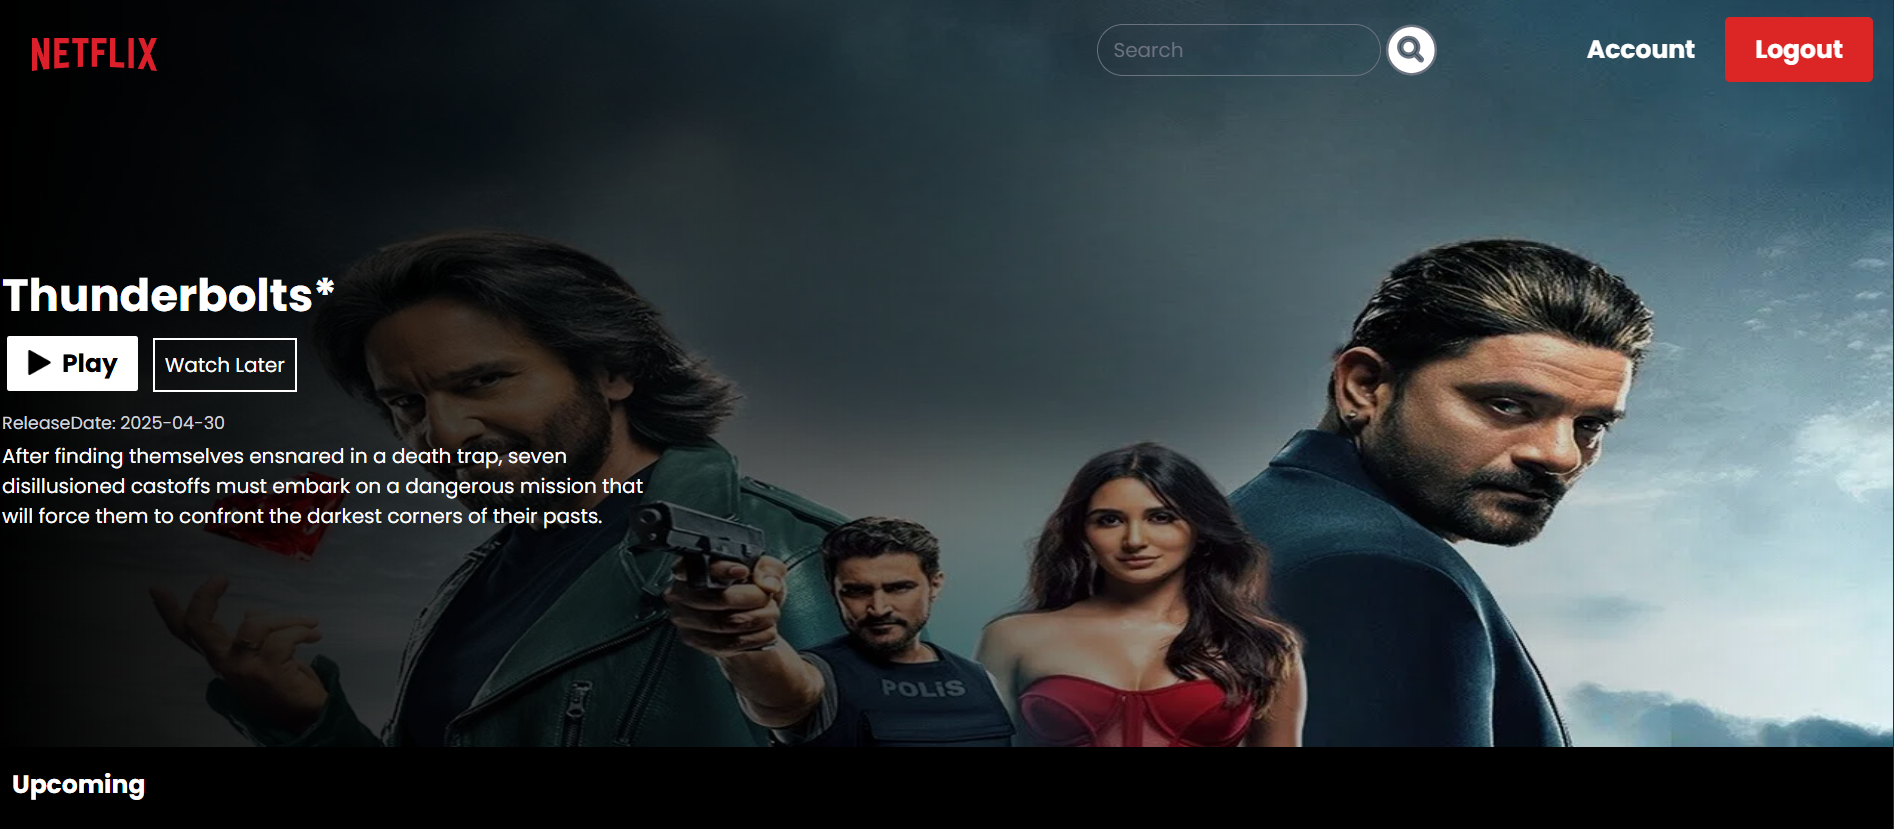 NETFLIX
Search
Account
Logout
Thunderbolts*
Play
Watch Later
ReleaseDate: 2025-04-30
After finding themselves ensnared in a death trap, seven
disillusioned castoffs must embark on a dangerous mission that
will force them to confront the darkest corners of their pasts.
POLiS
Upcoming